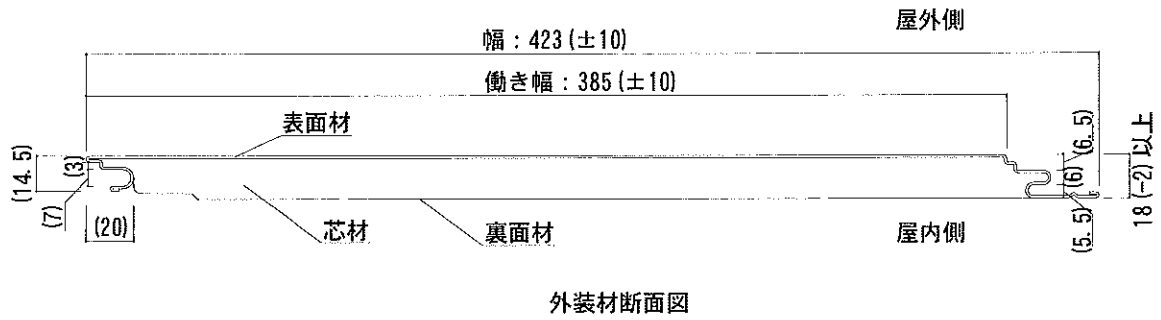 屋外側
幅：423(±10)
働き幅：385(±10)
表面材
(14.5)
(3)
(7)
(20)
芯材
裏面材
屋内側
(6.5)
(6)
(5.5)
18(-2)以上
外装材断面図